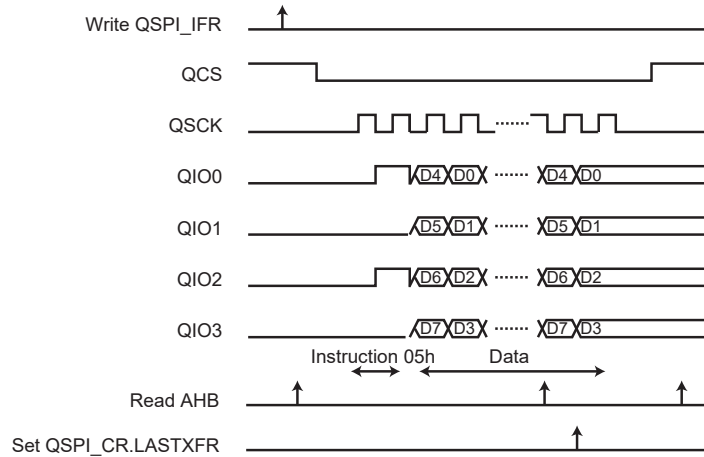 Write QSPI_IFR
QCS
QSCK
QIO0 D4 D0 ....... D4 D0
QIO1 D5 D1 ....... D5 D1
QIO2 D6 D2 ....... D6 D2
QIO3 D7 D3 ....... D7 D3
Instruction 05h Data
Read AHB
Set QSPI_CR.LASTXFR